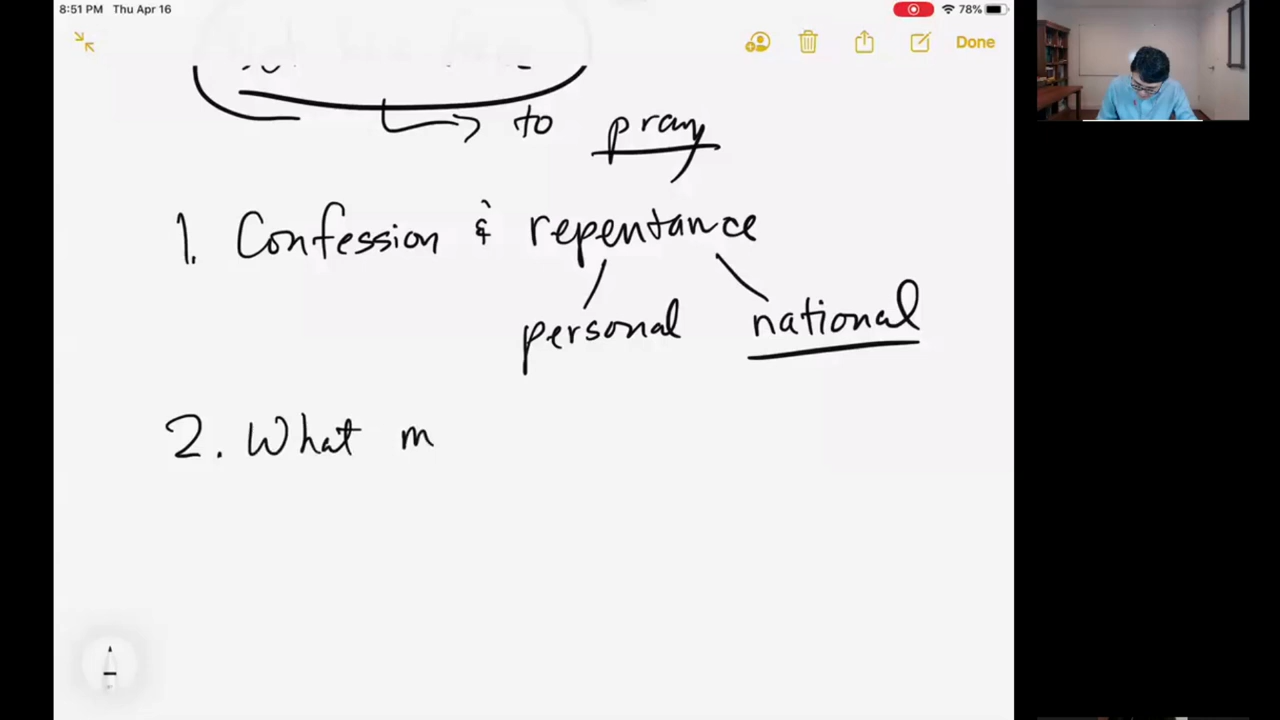 8:51 PM Thu Apr 16 78%
Done
to pray
1. Confession & repentance
personal national
2. What m